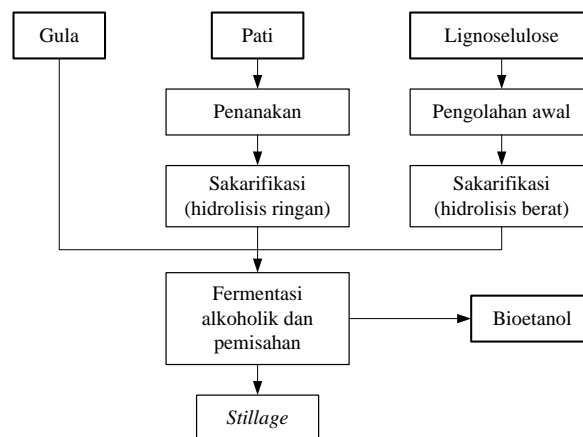 Gula
Pati
Lignoselulose
Penanakan
Pengolahan awal
Sakarifikasi
(hidrolisis ringan)
Sakarifikasi
(hidrolisis berat)
Fermentasi
alkoholik dan
pemisahan
Bioetanol
Stillage